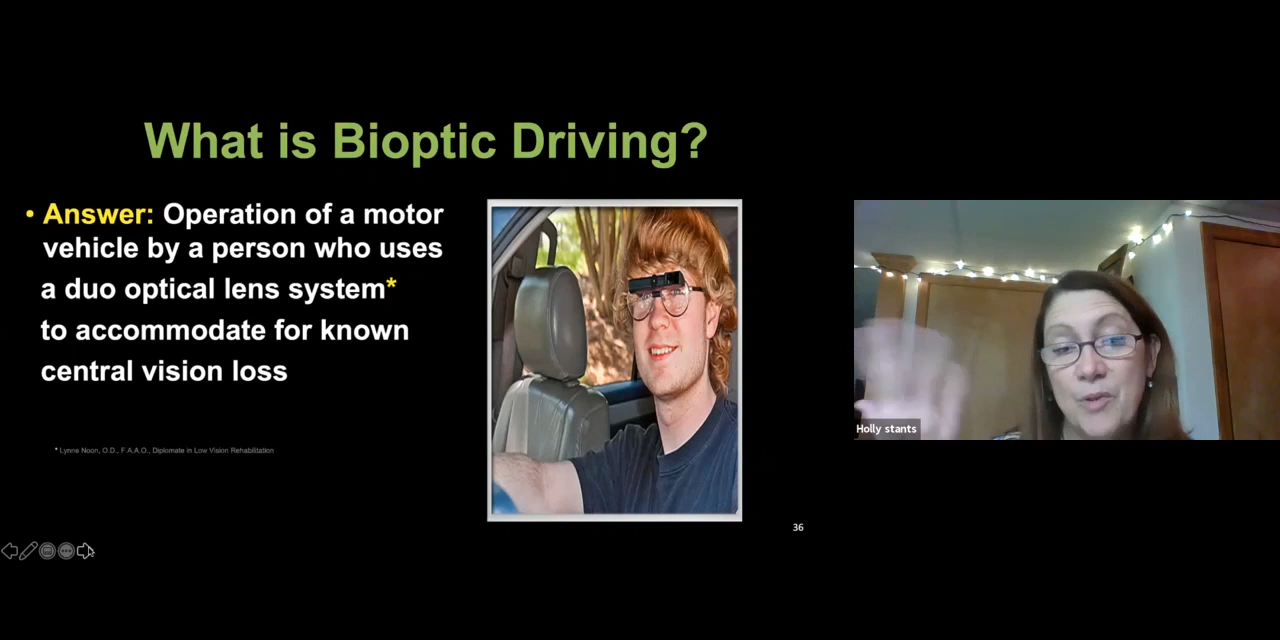 What is Bioptic Driving?
• Answer: Operation of a motor
vehicle by a person who uses
a duo optical lens system*
to accommodate for known
central vision loss
* Lynne Noon, O.D., F.A.A.O., Diplomate in Low Vision Rehabilitation
36
Holly stants